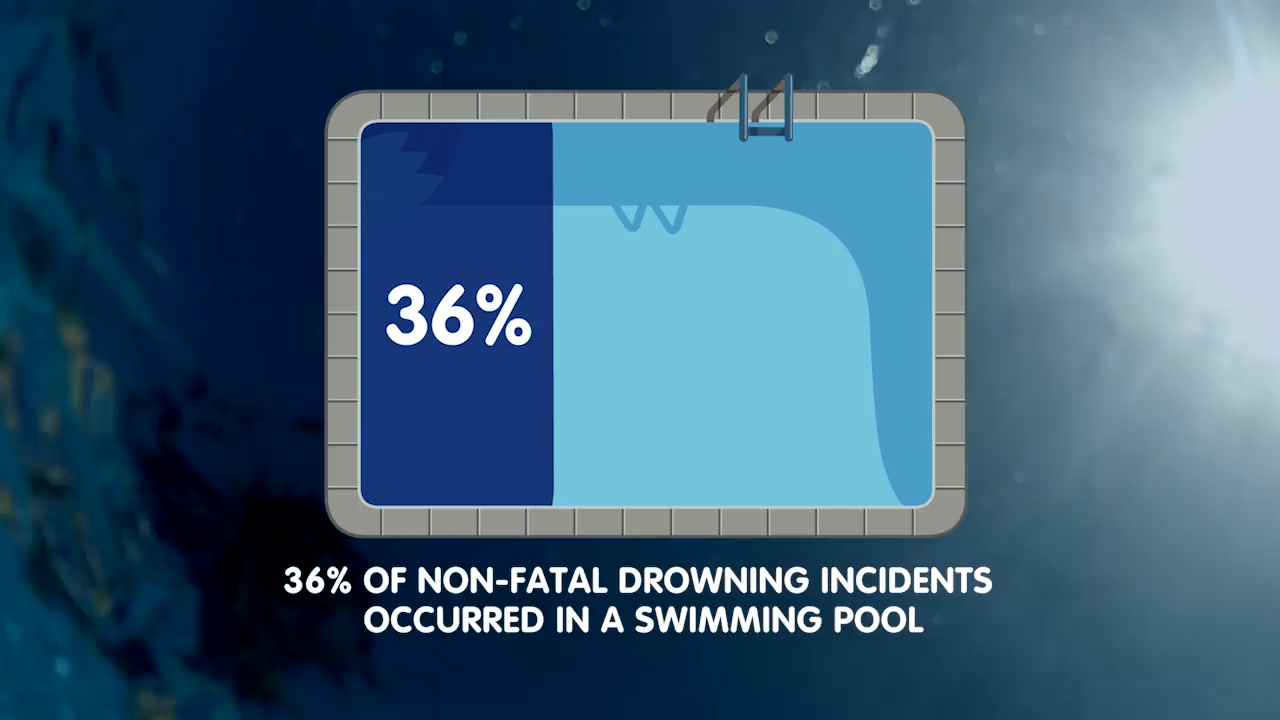 36%
36% OF NON-FATAL DROWNING INCIDENTS
OCCURRED IN A SWIMMING POOL